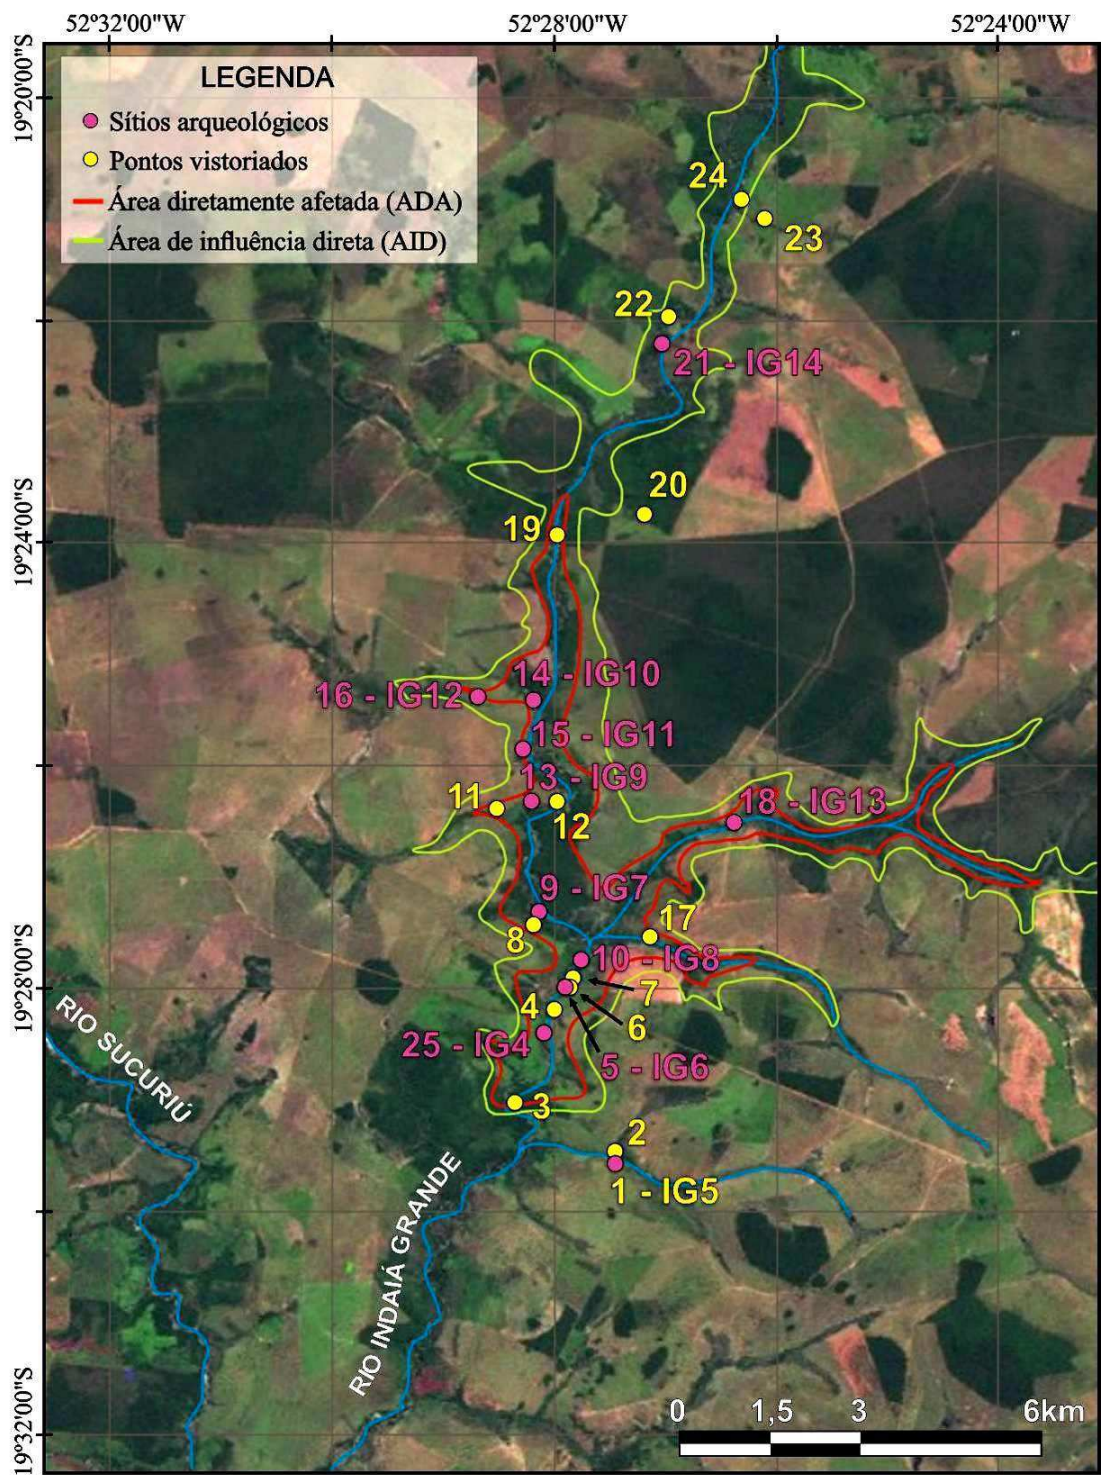 52°32'00"W
52°28'00"W
52°24'00"W
19°20'00"S
19°24'00"S
19°28'00"S
19°32'00"S
LEGENDA
Sítios arqueológicos
Pontos vistoriados
Área diretamente afetada (ADA)
Área de influência direta (AID)
24
23
22
21 - IG14
20
19
14 - IG10
16 - IG12
15 - IG11
13 - IG9
11
12
18 - IG13
9 - IG7
8
17
10 - IG8
7
4
6
25 - IG4
5 - IG6
3
2
1 - IG5
RIO SUCURIÚ
RIO INDAIÁ GRANDE
0 1,5 3 6km